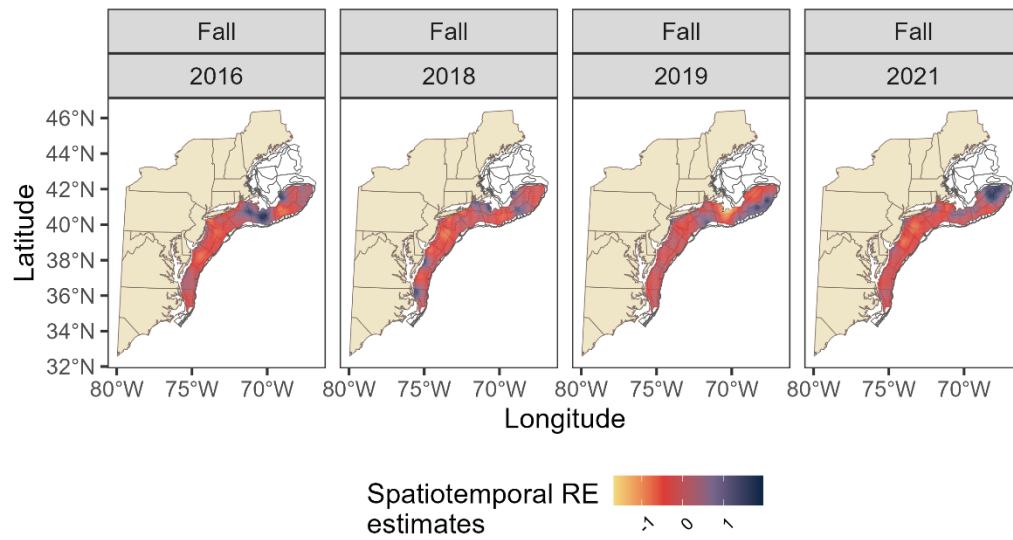 Fall Fall Fall Fall
2016 2018 2019 2021
46°N
44°N
42°N
40°N
38°N
36°N
34°N
32°N
Latitude
80°W 75°W 70°W 80°W 75°W 70°W 80°W 75°W 70°W 80°W 75°W 70°W
Longitude
Spatiotemporal RE
estimates
-1 0 1